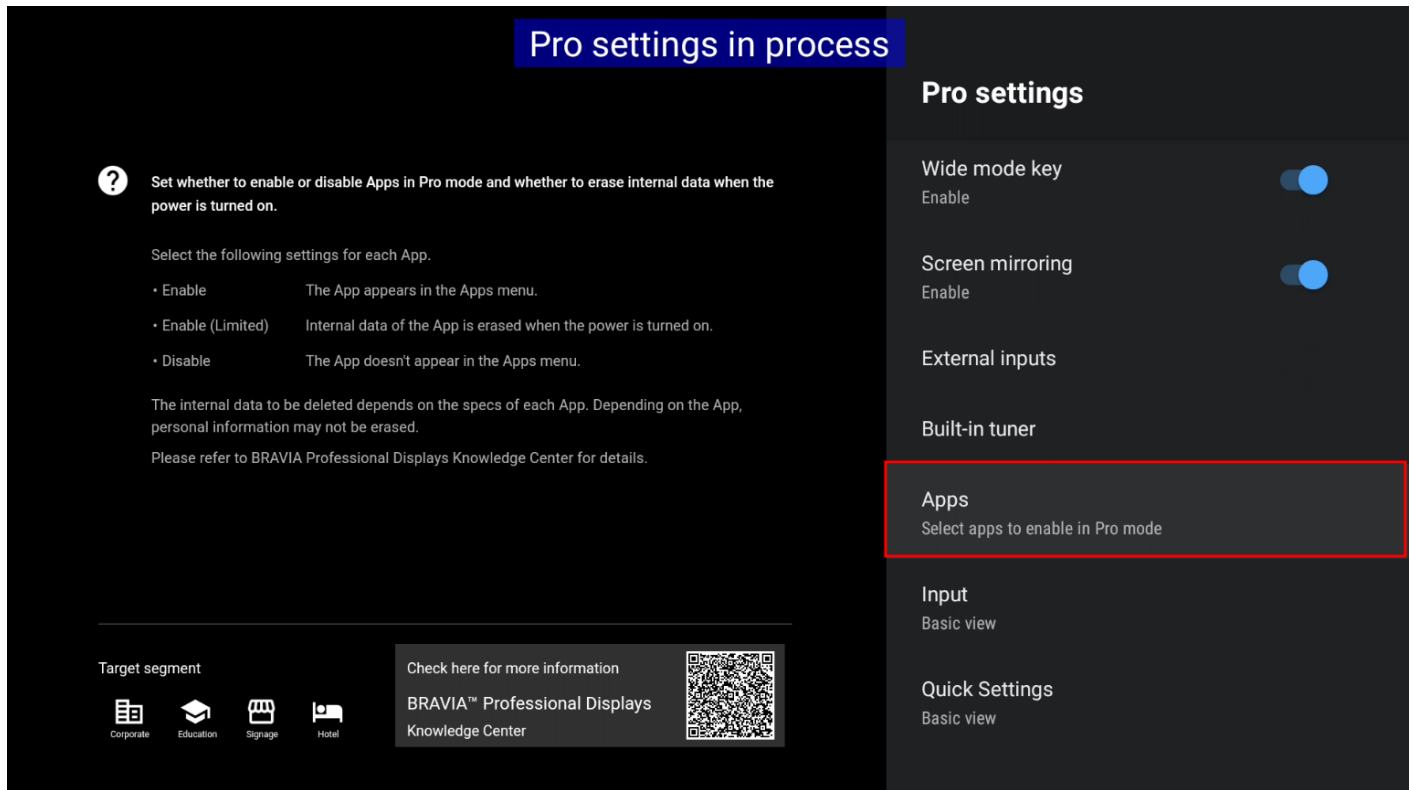 Pro settings in process
Set whether to enable or disable Apps in Pro mode and whether to erase internal data when the
power is turned on.
Select the following settings for each App.
• Enable The App appears in the Apps menu.
• Enable (Limited) Internal data of the App is erased when the power is turned on.
• Disable The App doesn't appear in the Apps menu.
The internal data to be deleted depends on the specs of each App. Depending on the App,
personal information may not be erased.
Please refer to BRAVIA Professional Displays Knowledge Center for details.
Target segment
Corporate Education Signage Hotel
Check here for more information
BRAVIA™ Professional Displays
Knowledge Center
Pro settings
Wide mode key
Enable
Screen mirroring
Enable
External inputs
Built-in tuner
Apps
Select apps to enable in Pro mode
Input
Basic view
Quick Settings
Basic view